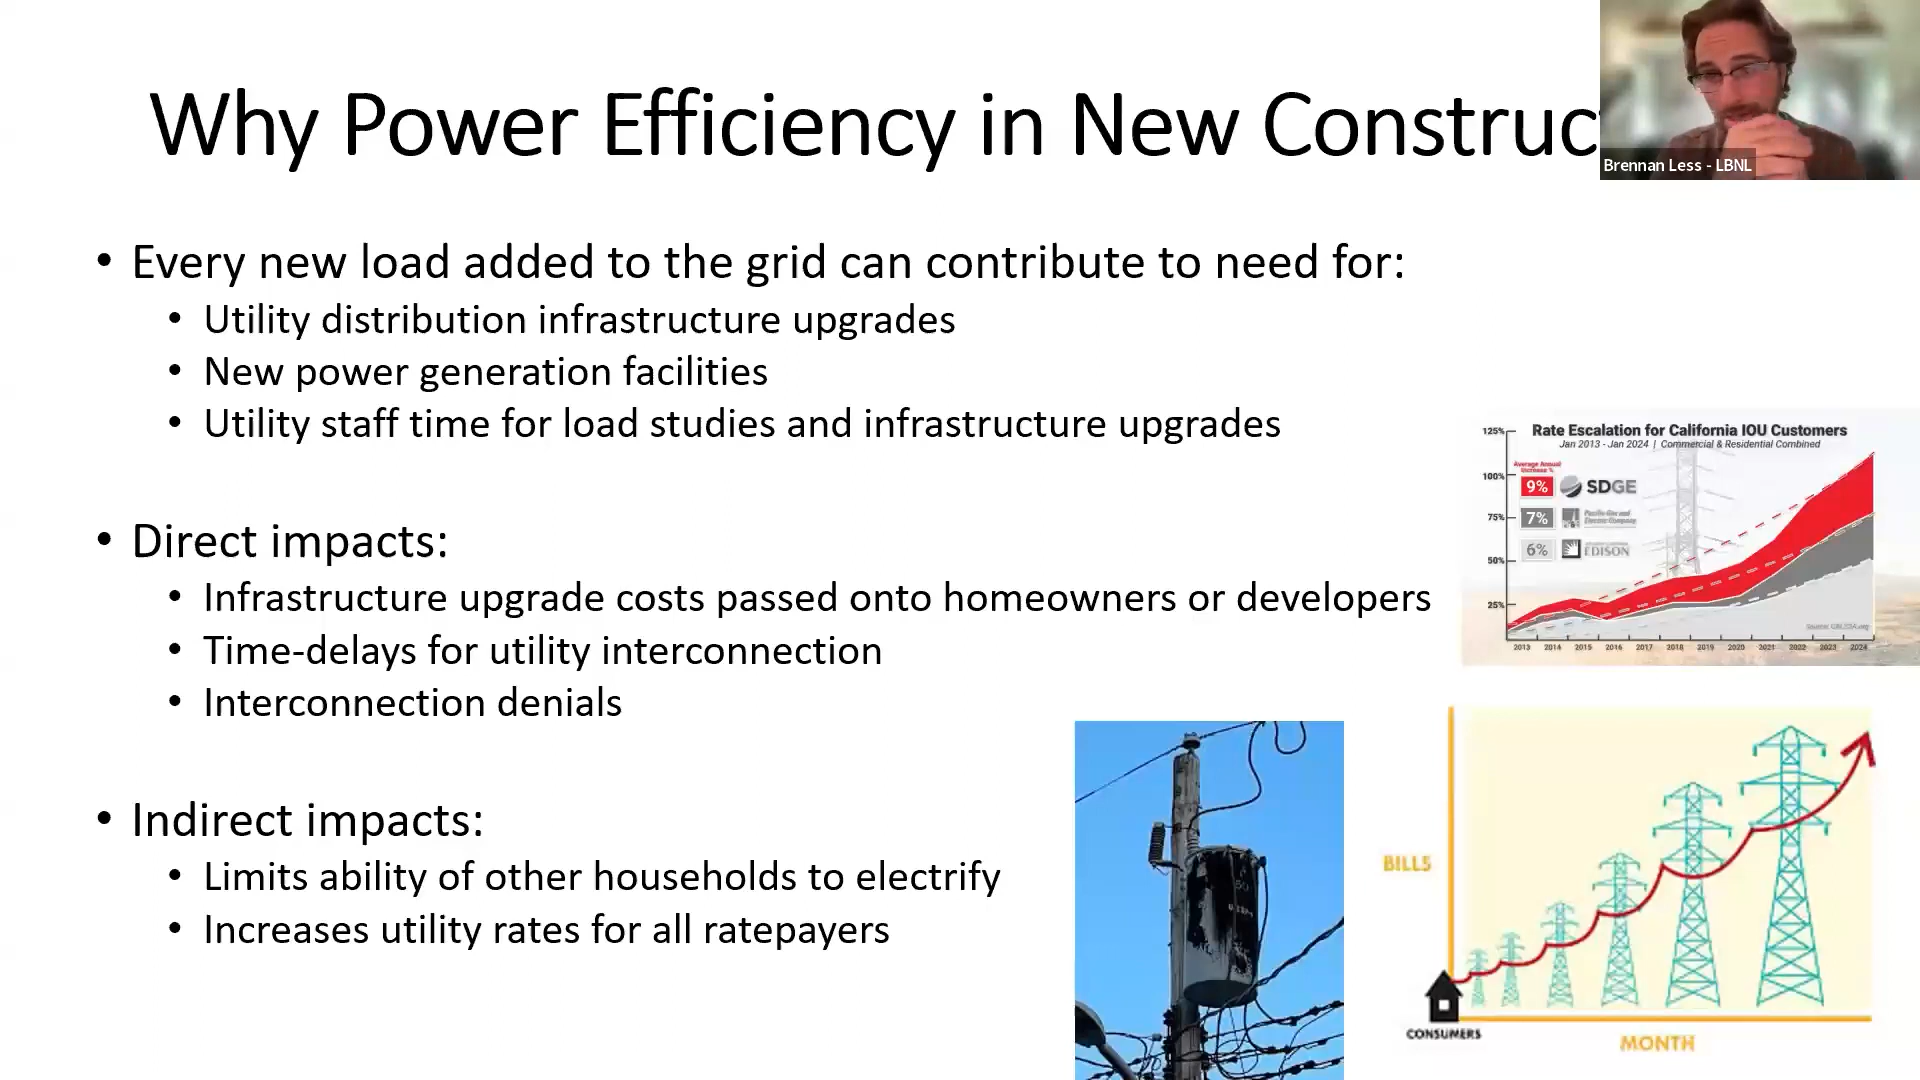 Why Power Efficiency in New Construct
Brennan Less - LBNL
• Every new load added to the grid can contribute to need for:
• Utility distribution infrastructure upgrades
• New power generation facilities
• Utility staff time for load studies and infrastructure upgrades
• Direct impacts:
• Infrastructure upgrade costs passed onto homeowners or developers
• Time-delays for utility interconnection
• Interconnection denials
• Indirect impacts:
• Limits ability of other households to electrify
• Increases utility rates for all ratepayers
Rate Escalation for California IOU Customers
Jan 2013 - Jan 2024 | Commercial & Residential Combined
Average Annual
Increase %
9% SDGE
7% Pacific Gas and
Electric Company
6% EDISON
125%
100%
75%
50%
25%
2013 2014 2015 2016 2017 2018 2019 2020 2021 2022 2023 2024
50
BILLS
CONSUMERS
MONTH